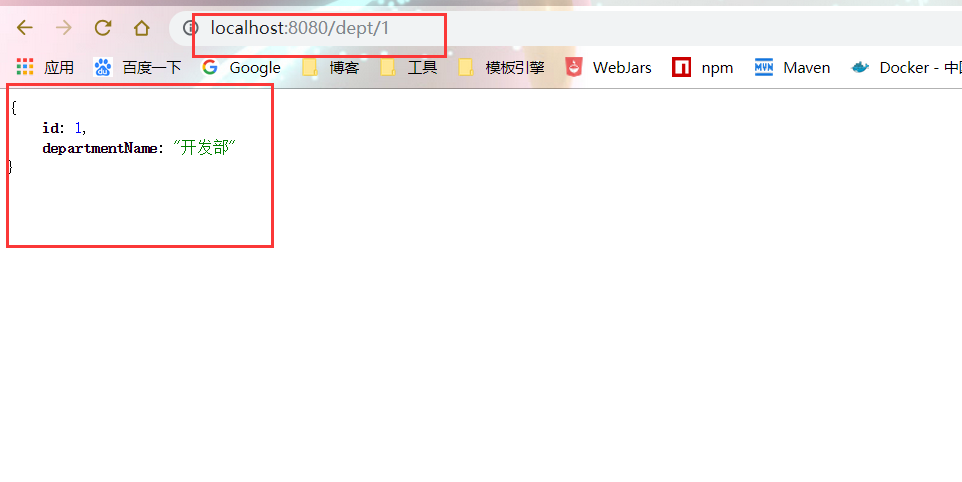 localhost:8080/dept/1
应用 百度一下 Google 博客 工具 模板引擎 WebJars npm MVN Maven Docker - 中
{
id: 1,
departmentName: "开发部"
}